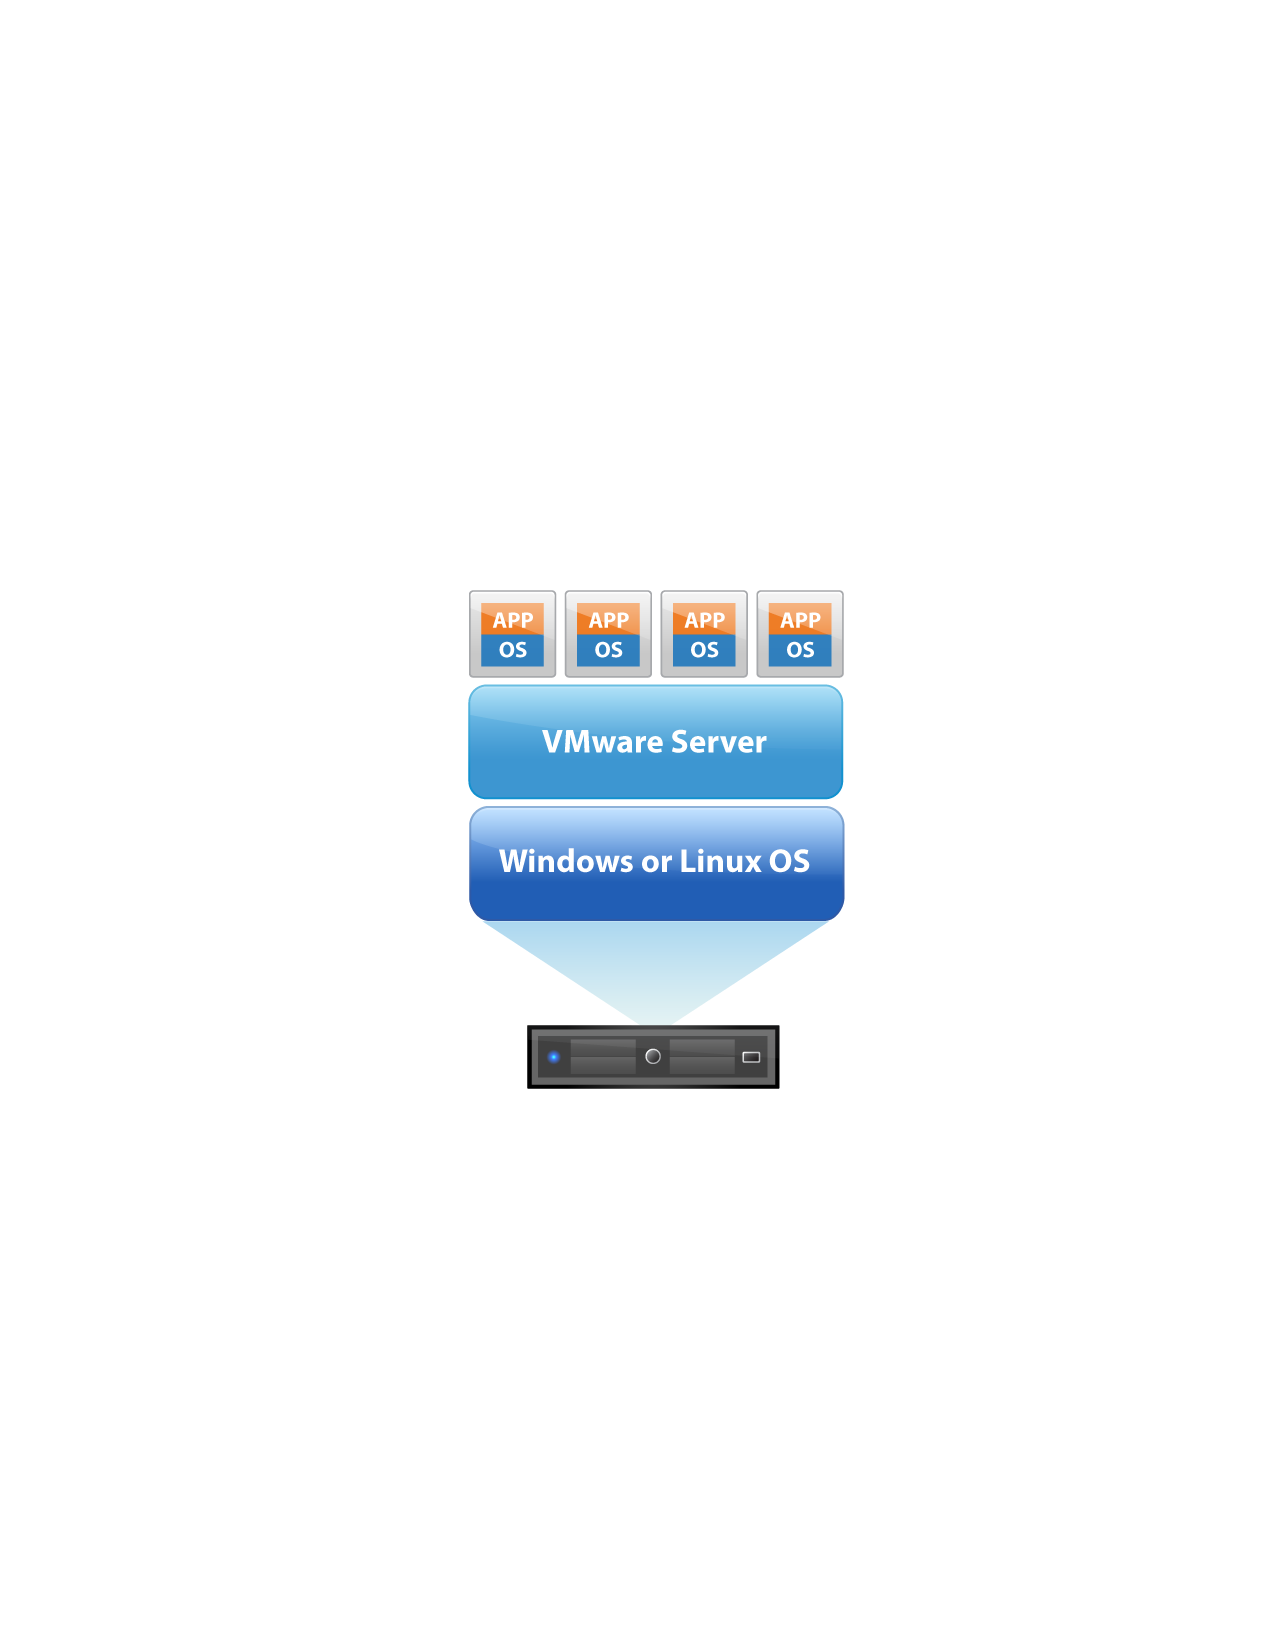 APP APP APP APP
OS OS OS OS
VMware Server
Windows or Linux OS